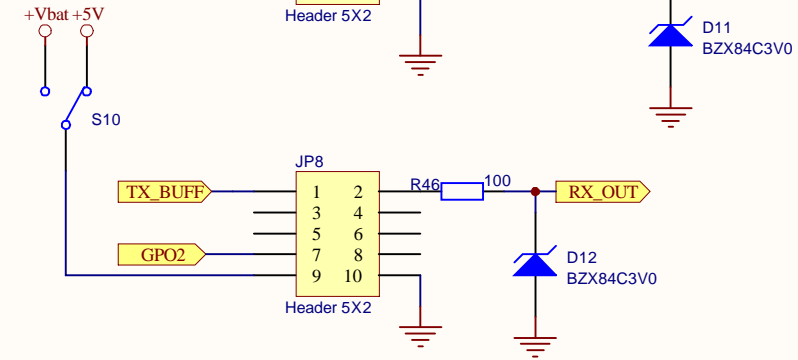 +Vbat +5V
Header 5X2
D11
BZX84C3V0
S10
JP8
TX_BUFF
1 2
R46
100
RX_OUT
3 4
5 6
GPO2
7 8
9 10
D12
BZX84C3V0
Header 5X2